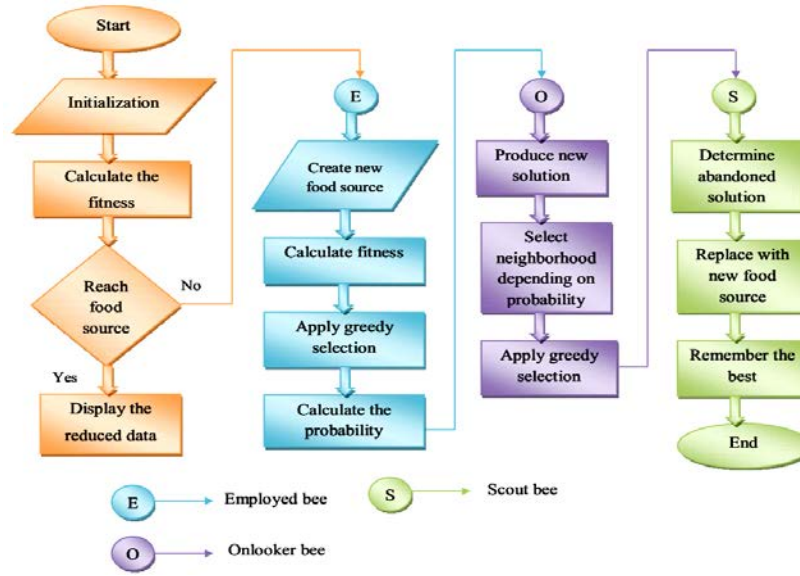 Start
Initialization
Calculate the
fitness
Reach
food
source
No
Yes
Display the
reduced data
E
Create new
food source
Calculate fitness
Apply greedy
selection
Calculate the
probability
O
Produce new
solution
Select
neighborhood
depending on
probability
Apply greedy
selection
S
Determine
abandoned
solution
Replace with
new food
source
Remember the
best
End
E
Employed bee
S
Scout bee
O
Onlooker bee